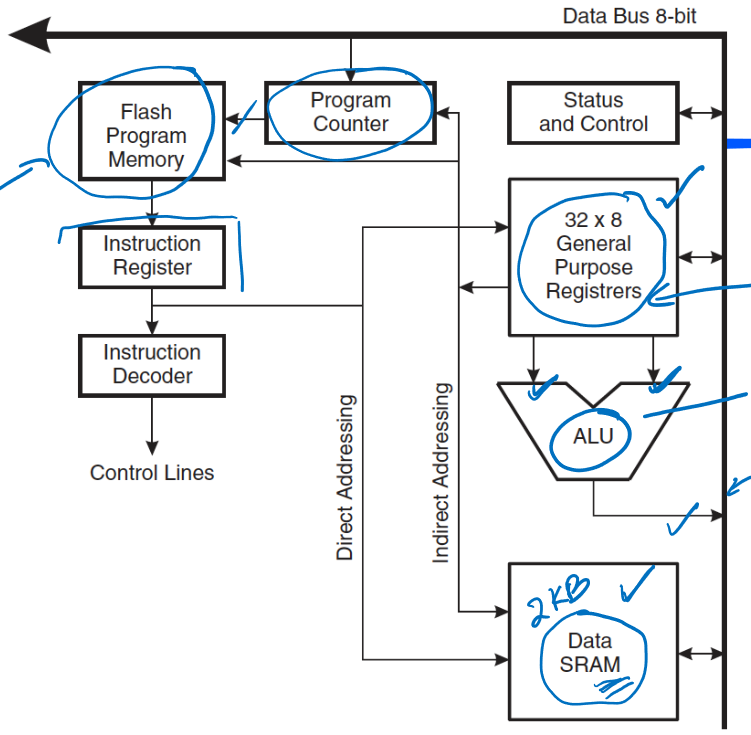 Data Bus 8-bit
Flash
Program
Memory
Program
Counter
Status
and Control
Instruction
Register
32 x 8
General
Purpose
Registrers
Instruction
Decoder
Control Lines
Direct Addressing
Indirect Addressing
ALU
2KB
Data
SRAM